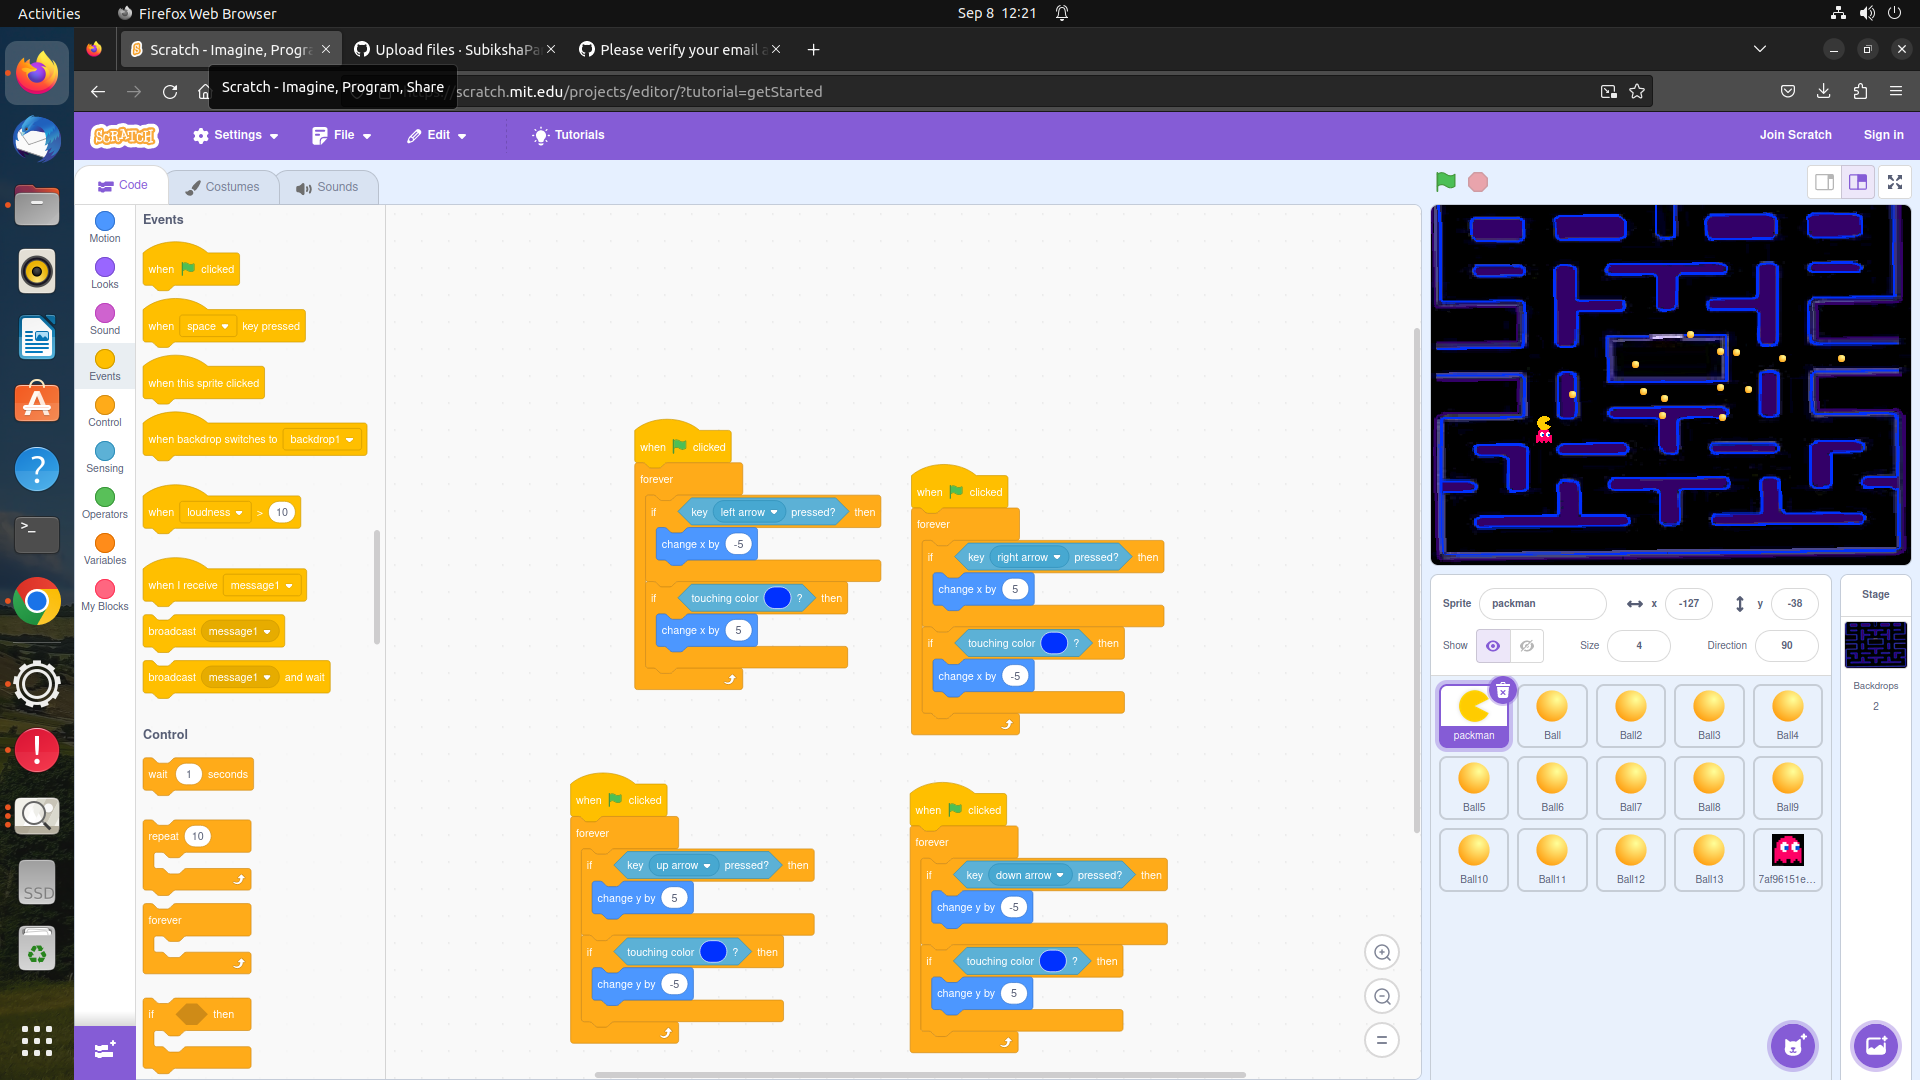 Activities
Firefox Web Browser
Sep 8 12:21
Scratch - Imagine, Progra
Upload files · SubikshaPa
Please verify your email a
Scratch - Imagine, Program, Share
scratch.mit.edu/projects/editor/?tutorial=getStarted
SCRATCH
Settings
File
Edit
Tutorials
Join Scratch
Sign in
Code
Costumes
Sounds
Motion
Looks
Sound
Events
Control
Sensing
Operators
Variables
My Blocks
Events
when clicked
when space key pressed
when this sprite clicked
when backdrop switches to backdrop1
when loudness > 10
when I receive message1
broadcast message1
broadcast message1 and wait
Control
wait 1 seconds
repeat 10
forever
if then
when clicked
forever
if key left arrow pressed? then
change x by -5
if touching color ? then
change x by 5
when clicked
forever
if key right arrow pressed? then
change x by 5
if touching color ? then
change x by -5
when clicked
forever
if key up arrow pressed? then
change y by 5
if touching color ? then
change y by -5
when clicked
forever
if key down arrow pressed? then
change y by -5
if touching color ? then
change y by 5
Sprite packman x -127 y -38
Show Size 4 Direction 90
packman
Ball
Ball2
Ball3
Ball4
Ball5
Ball6
Ball7
Ball8
Ball9
Ball10
Ball11
Ball12
Ball13
7af96151e...
Stage
Backdrops
2
SSD